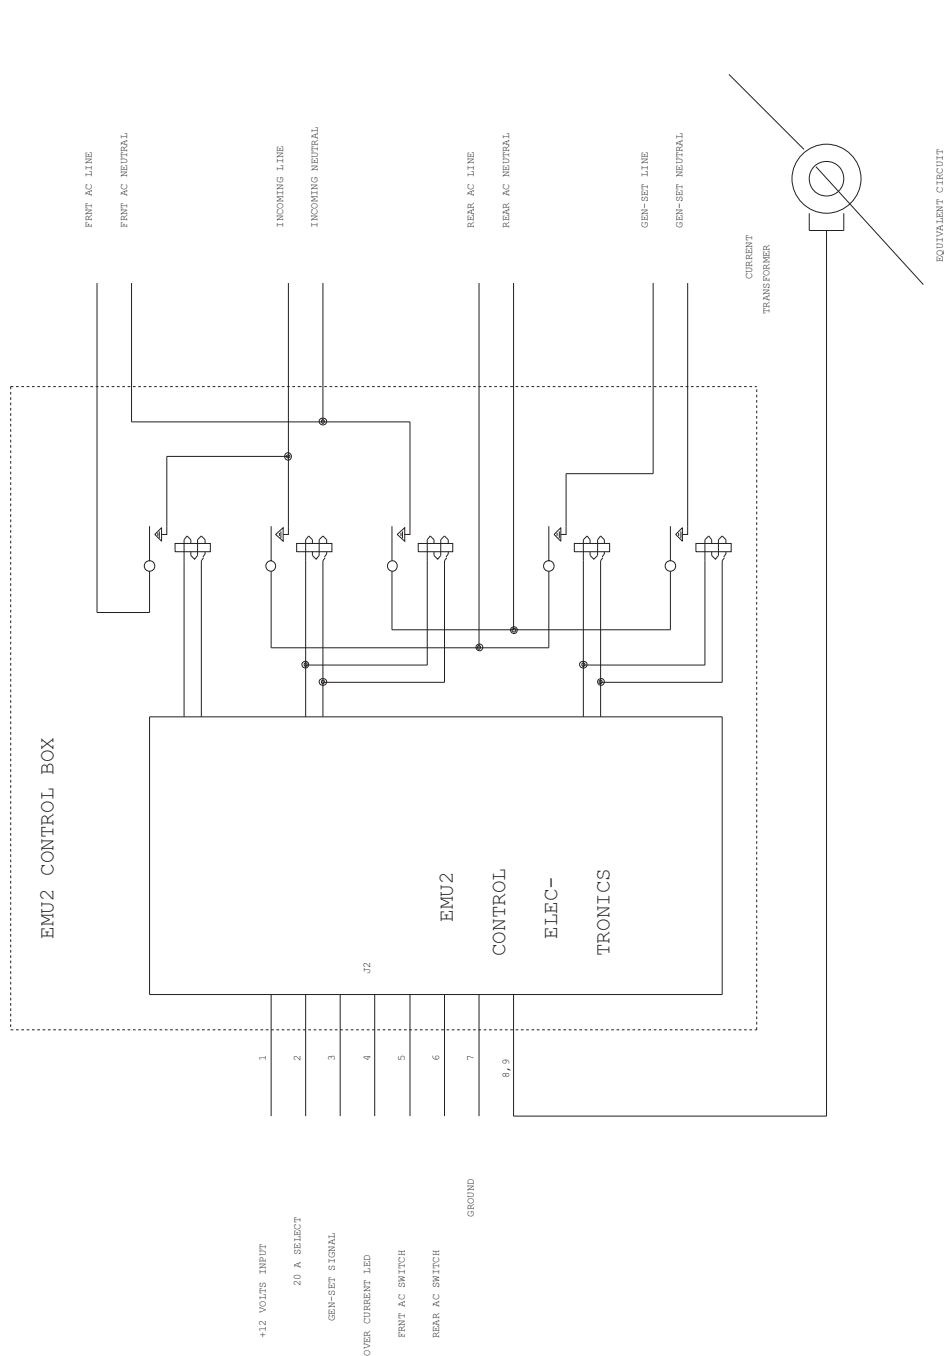 FRNT AC LINE
FRNT AC NEUTRAL
INCOMING LINE
INCOMING NEUTRAL
REAR AC LINE
REAR AC NEUTRAL
GEN-SET LINE
GEN-SET NEUTRAL
CURRENT
TRANSFORMER
EQUIVALENT CIRCUIT
EMU2 CONTROL BOX
EMU2
CONTROL
ELEC-
TRONICS
J2
1
2
3
4
5
6
7
8,9
+12 VOLTS INPUT
20 A SELECT
GEN-SET SIGNAL
OVER CURRENT LED
FRNT AC SWITCH
REAR AC SWITCH
GROUND